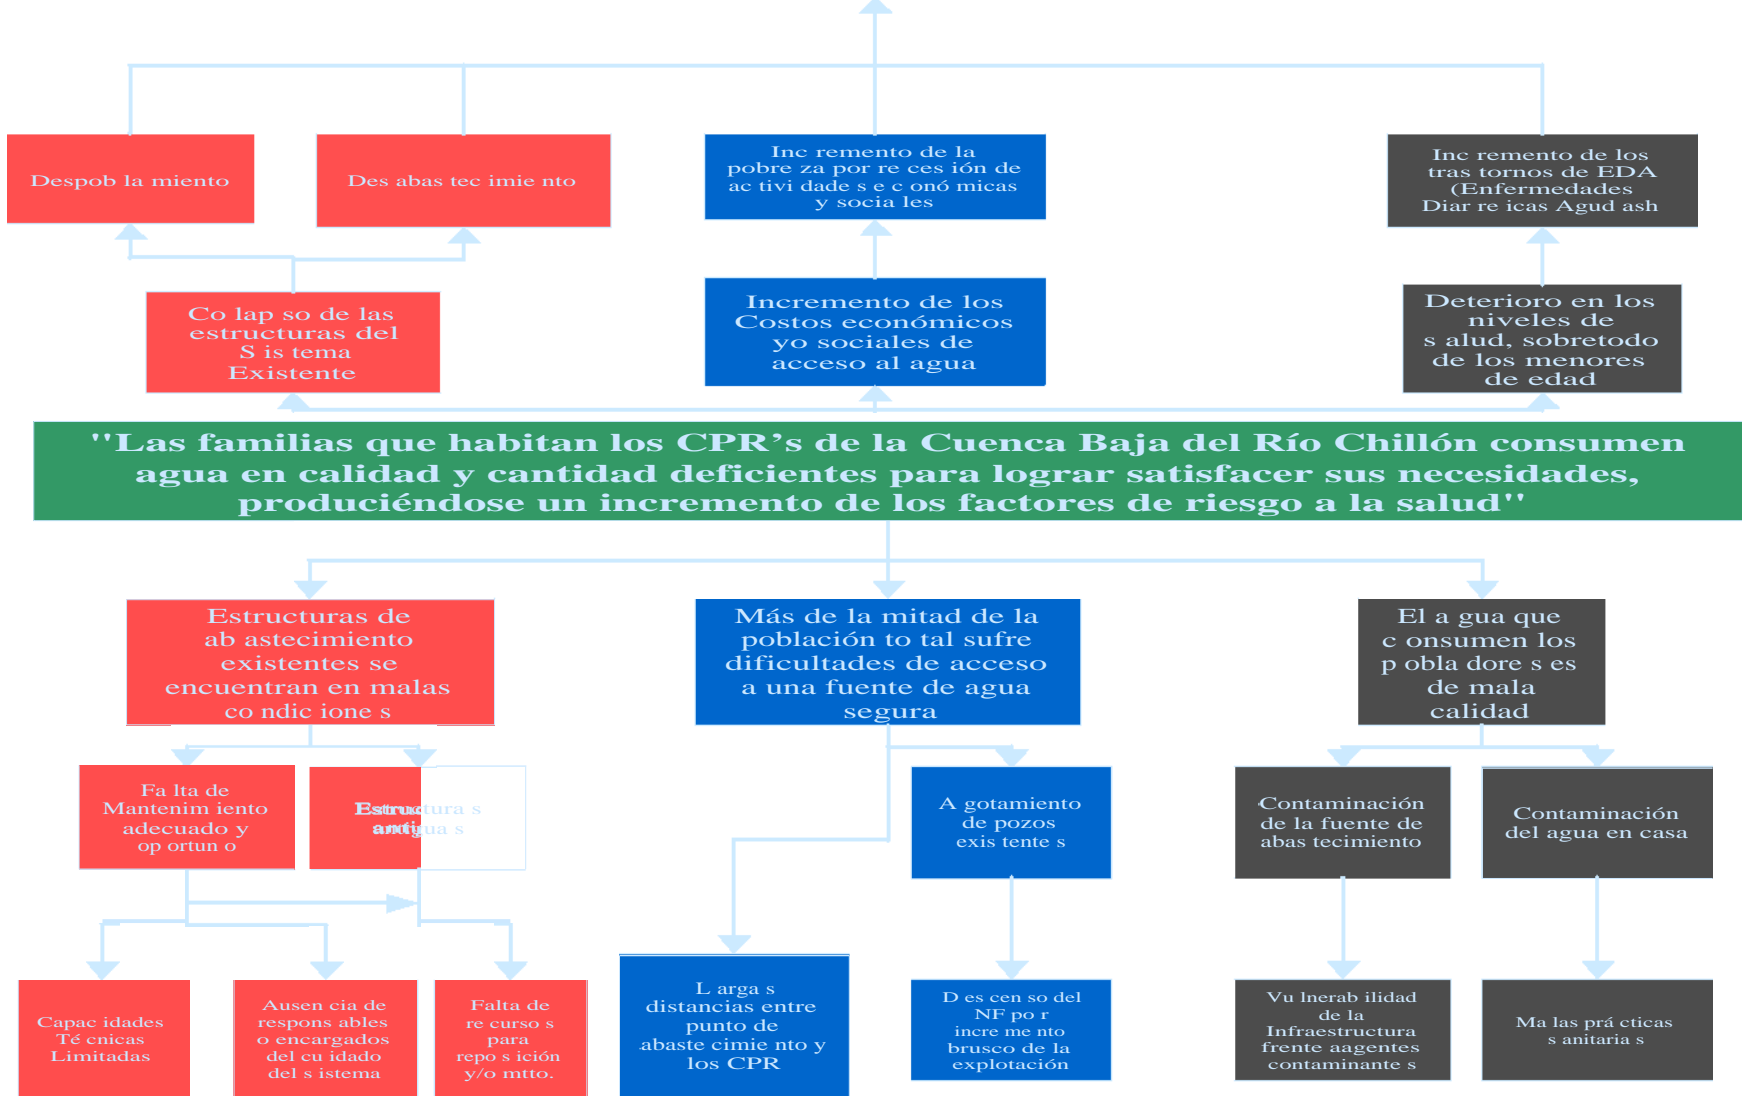 Despob la miento
Des abas tec imie nto
Inc remento de la
pobre za por re ces ión de
ac tivi dade s e c onó micas
y socia les
Inc remento de los
tras tornos de EDA
(Enfermedades
Diar re icas Agud ash
Co lap so de las
estructuras del
S is tema
Existente
Incremento de los
Costos económicos
yo sociales de
acceso al agua
Deterioro en los
niveles de
s alud, sobretodo
de los menores
de edad
"Las familias que habitan los CPR's de la Cuenca Baja del Río Chillón consumen
agua en calidad y cantidad deficientes para lograr satisfacer sus necesidades,
produciéndose un incremento de los factores de riesgo a la salud"
Estructuras de
ab astecimiento
existentes se
encuentran en malas
co ndic ione s
Más de la mitad de la
población to tal sufre
dificultades de acceso
a una fuente de agua
segura
El a gua que
c onsumen los
p obla dore s es
de mala
calidad
Fa lta de
Mantenim iento
adecuado y
op ortun o
Estructura s
antigua s
A gotamiento
de pozos
exis tente s
Contaminación
de la fuente de
abas tecimiento
Contaminación
del agua en casa
Capac idades
Té cnicas
Limitadas
Ausen cia de
respons ables
o encargados
del cu idado
del s istema
Falta de
re curso s
para
repo s ición
y/o mtto.
L arga s
distancias entre
punto de
abaste cimie nto y
los CPR
D es cen so del
NF po r
incre me nto
brusco de la
explotación
Vu lnerab ilidad
de la
Infraestructura
frente aagentes
contaminante s
Ma las prá cticas
s anitaria s